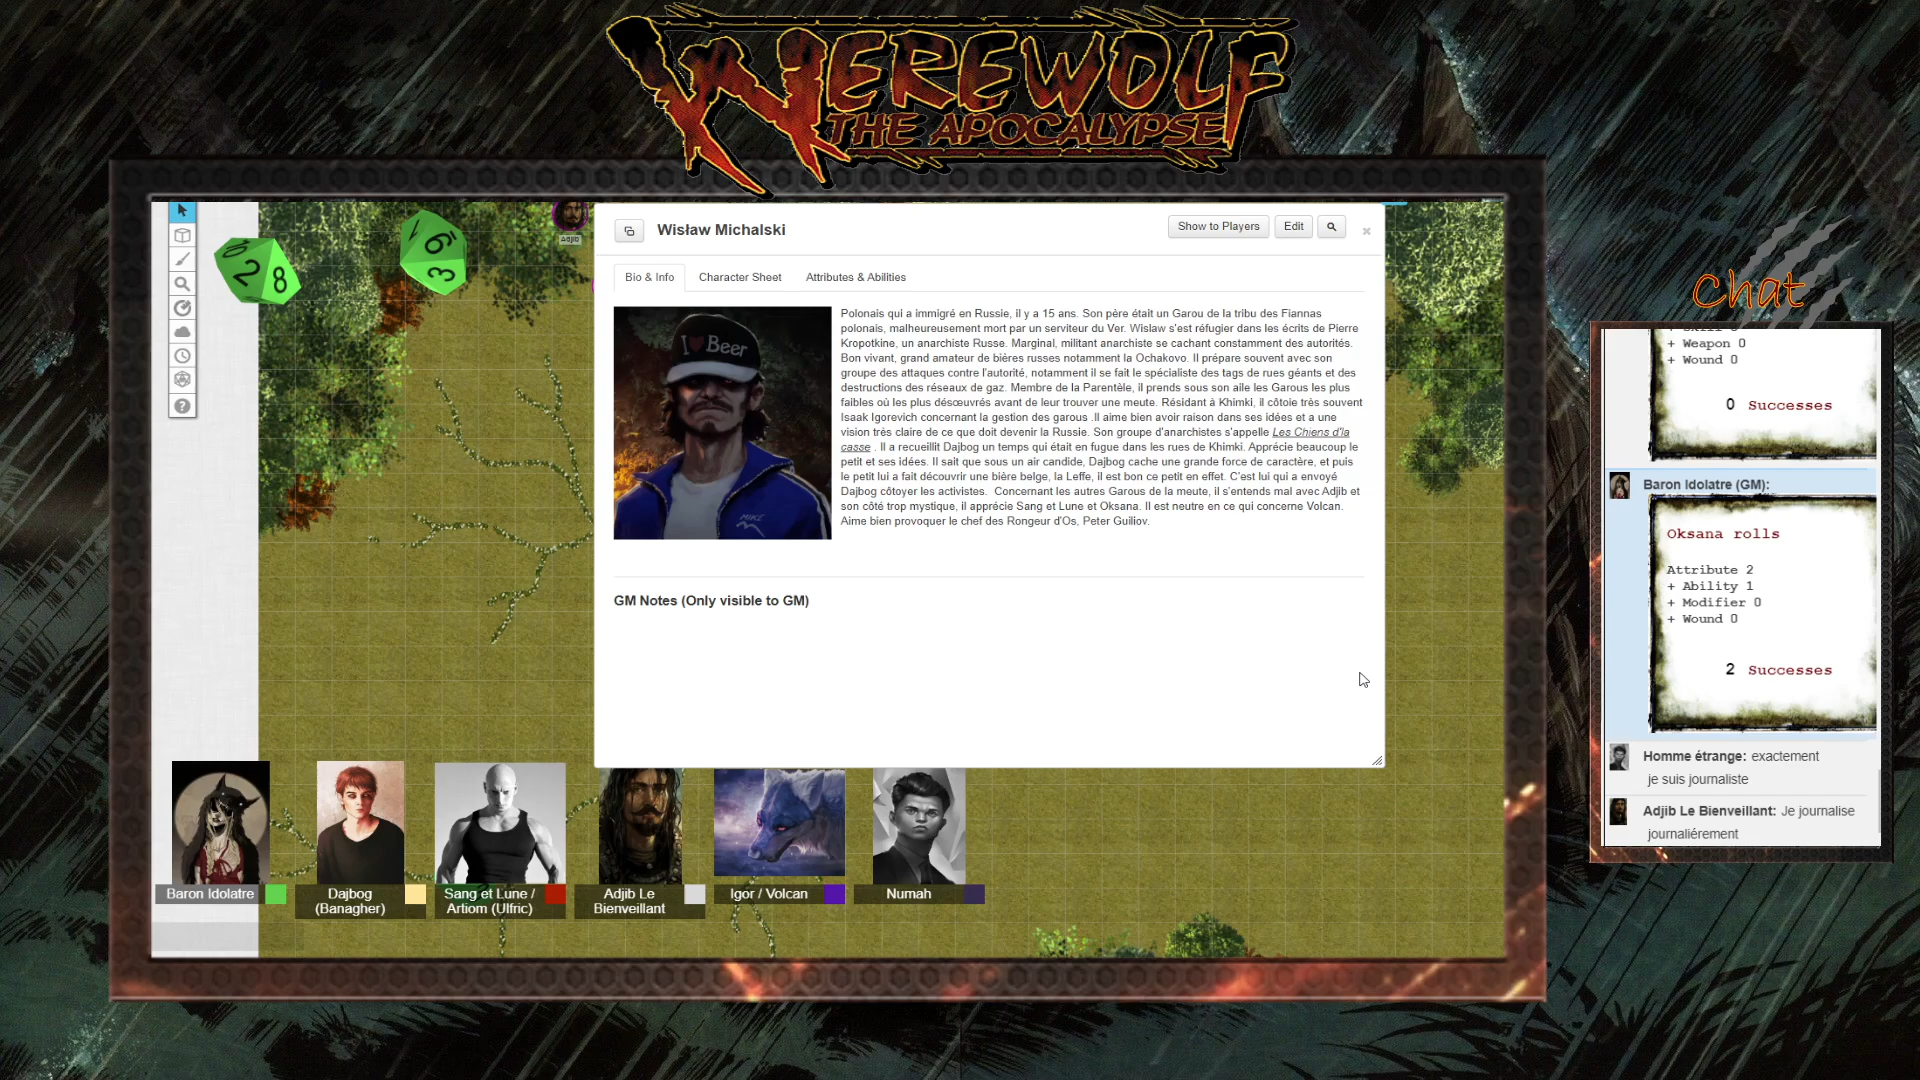 WEREWOLF
THE APOCALYPSE
Adjib
Wisław Michalski
Show to Players
Edit
Bio & Info
Character Sheet
Attributes & Abilities
I ♥ Beer
MIKE
Polonais qui a immigré en Russie, il y a 15 ans. Son père était un Garou de la tribu des Fiannas
polonais, malheureusement mort par un serviteur du Ver. Wislaw s'est réfugier dans les écrits de Pierre
Kropotkine, un anarchiste Russe. Marginal, militant anarchiste se cachant constamment des autorités.
Bon vivant, grand amateur de bières russes notamment la Ochakovo. Il prépare souvent avec son
groupe des attaques contre l'autorité, notamment il se fait le spécialiste des tags de rues géants et des
destructions des réseaux de gaz. Membre de la Parentèle, il prends sous son aile les Garous les plus
faibles où les plus désœuvrés avant de leur trouver une meute. Résidant à Khimki, il côtoie très souvent
Isaak Igorevich concernant la gestion des garous .Il aime bien avoir raison dans ses idées et a une
vision très claire de ce que doit devenir la Russie. Son groupe d'anarchistes s'appelle Les Chiens d'la
casse . Il a recueillit Dajbog un temps qui était en fugue dans les rues de Khimki. Apprécie beaucoup le
petit et ses idées. Il sait que sous un air candide, Dajbog cache une grande force de caractère, et puis
le petit lui a fait découvrir une bière belge, la Leffe, il est bon ce petit en effet. C'est lui qui a envoyé
Dajbog côtoyer les activistes.  Concernant les autres Garous de la meute, il s'entends mal avec Adjib et
son côté trop mystique, il apprécie Sang et Lune et Oksana. Il est neutre en ce qui concerne Volcan.
Aime bien provoquer le chef des Rongeur d'Os, Peter Guiliov.
GM Notes (Only visible to GM)
10
2
8
1
6
3
Baron Idolatre
Dajbog
(Banagher)
Sang et Lune /
Artiom (Ulfric)
Adjib Le
Bienveillant
Igor / Volcan
Numah
Chat
+ Weapon 0
+ Wound 0
0 Successes
Baron Idolatre (GM):
Oksana rolls
Attribute 2
+ Ability 1
+ Modifier 0
+ Wound 0
2 Successes
Homme étrange: exactement
je suis journaliste
Adjib Le Bienveillant: Je journalise
journaliérement